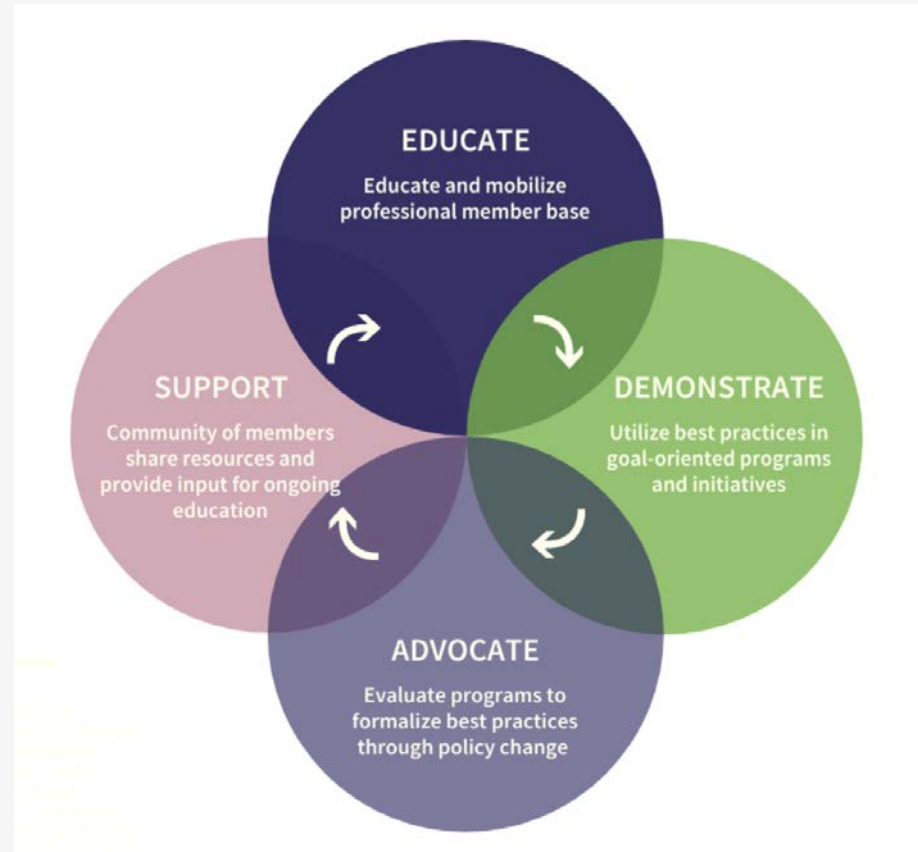 EDUCATE
Educate and mobilize
professional member base
SUPPORT
Community of members
share resources and
provide input for ongoing
education
DEMONSTRATE
Utilize best practices in
goal-oriented programs
and initiatives
ADVOCATE
Evaluate programs to
formalize best practices
through policy change